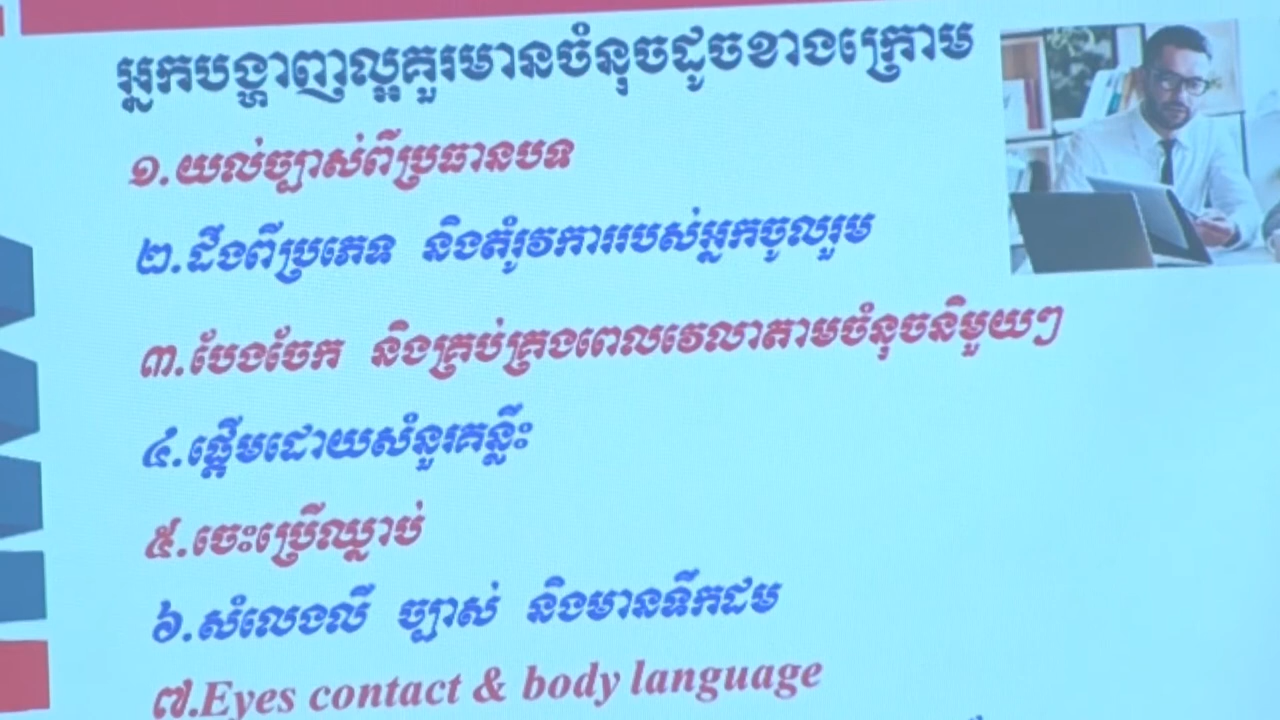 អ្នកបង្ហាញល្អគួរមានចំនុចដូចខាងក្រោម
១.យល់ច្បាស់ពីប្រធានបទ
២.ដឹងពីប្រភេទ និងតំរូវការរបស់អ្នកចូលរួម
៣.បែងចែក និងគ្រប់គ្រងពេលវេលាតាមចំនុចនិមួយៗ
៤.ផ្តើមដោយសំនួរគន្លឹះ
៥.ចេះប្រើឈ្នាប់
៦.សំលេងលឺ ច្បាស់ និងមានទឹកដម
៧.Eyes contact & body language